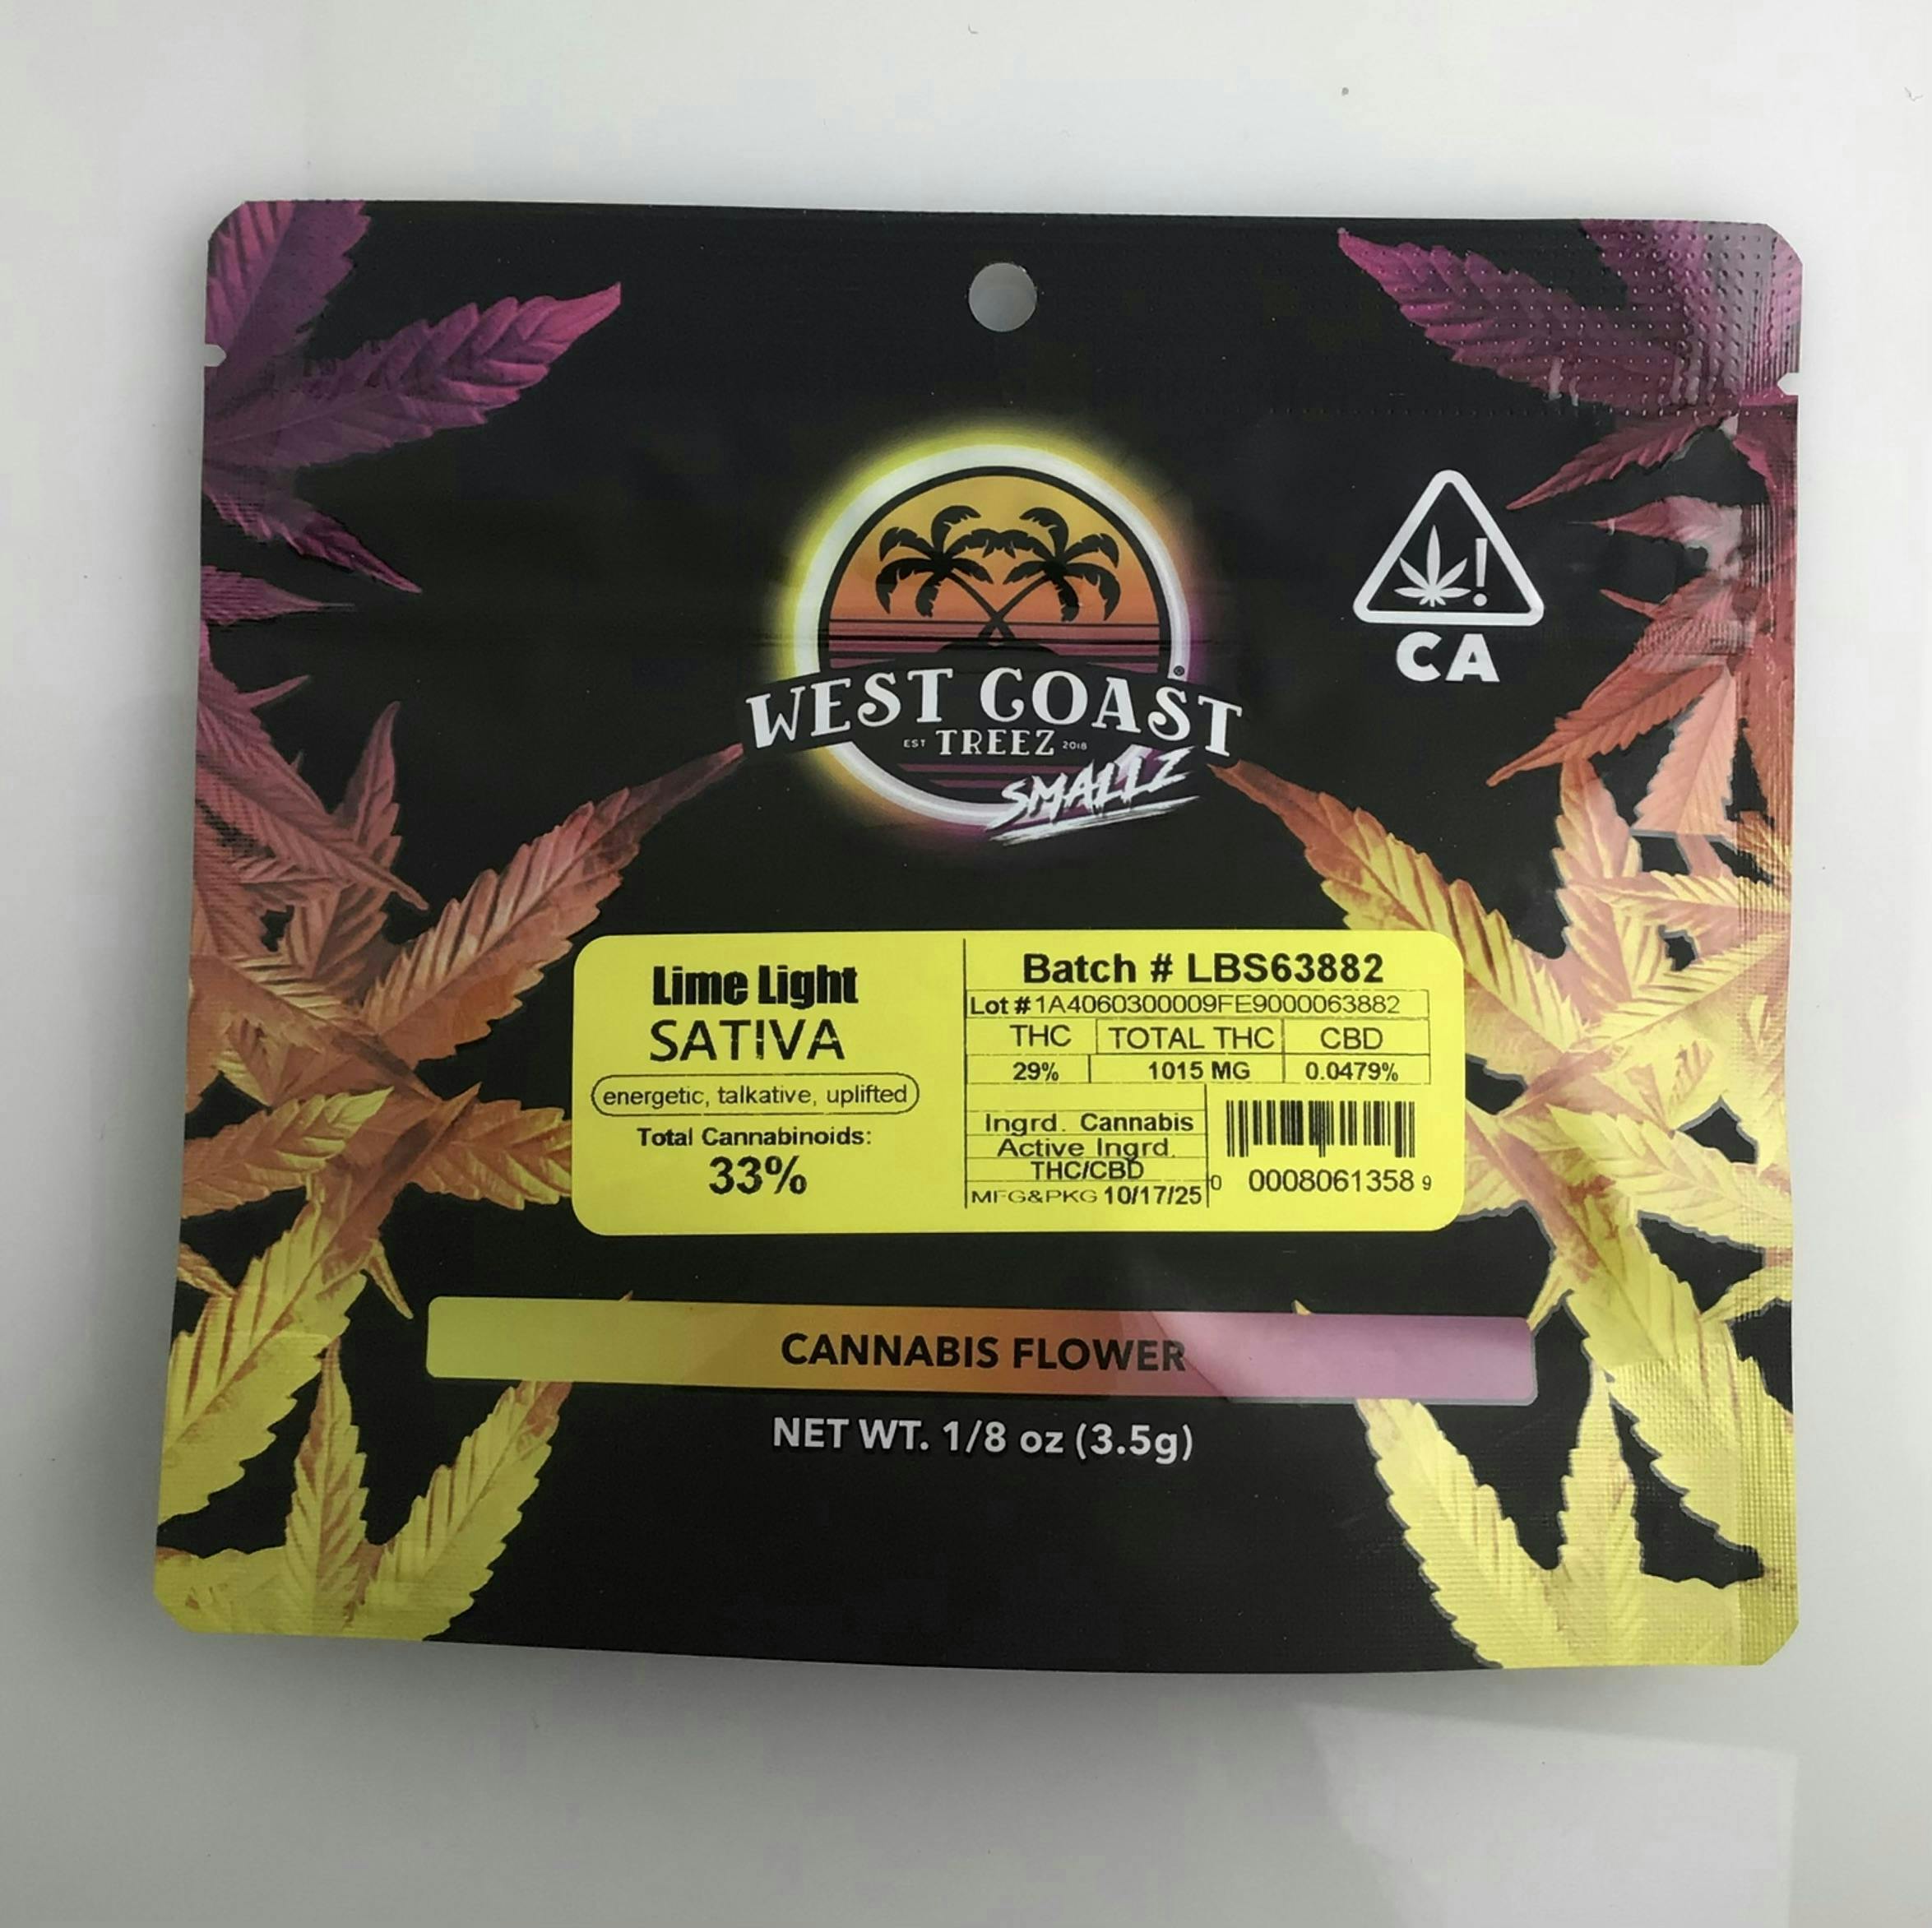 WEST COAST
EST TREEZ 2018
SMALLZ
®
CA
Lime Light
SATIVA
energetic, talkative, uplifted
Total Cannabinoids:
33%
Batch # LBS63882
Lot # 1A4060300009FE9000063882
THC TOTAL THC CBD
29% 1015 MG 0.0479%
Ingrd. Cannabis
Active Ingrd.
THC/CBD
MFG&PKG 10/17/25
0 0008061358 9
CANNABIS FLOWER
NET WT. 1/8 oz (3.5g)